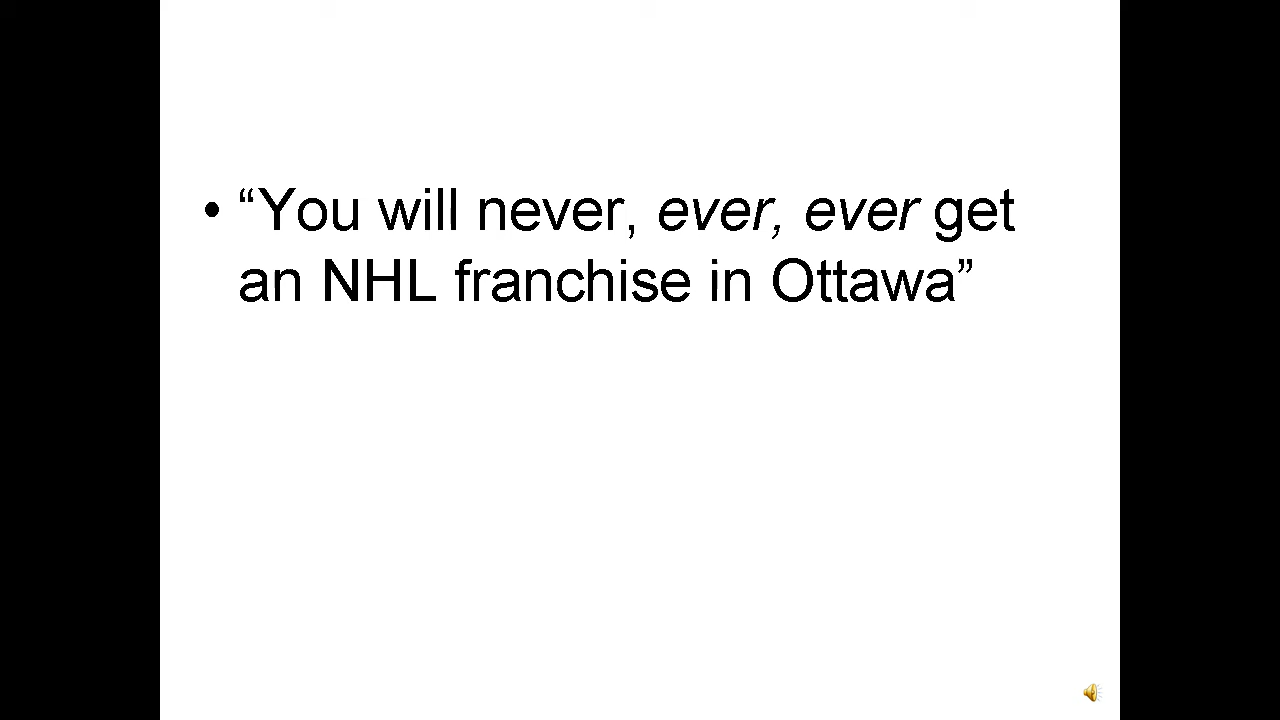 • “You will never, ever, ever get
an NHL franchise in Ottawa”